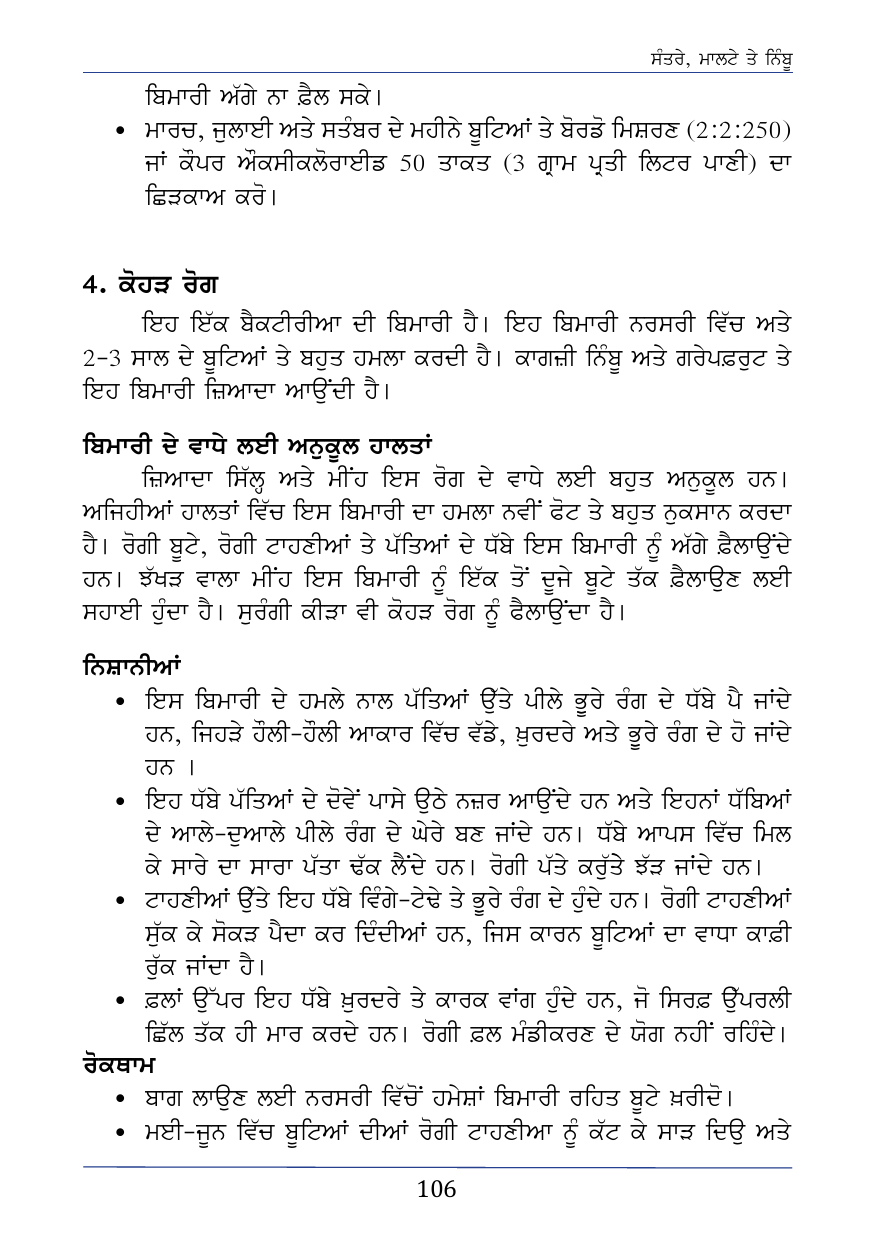 ਸੰਤਰੇ, ਮਾਲਟੇ ਤੇ ਨਿੰਬੂ
ਬਿਮਾਰੀ ਅੱਗੇ ਨਾ ਫ਼ੈਲ ਸਕੇ।
• ਮਾਰਚ, ਜੁਲਾਈ ਅਤੇ ਸਤੰਬਰ ਦੇ ਮਹੀਨੇ ਬੂਟਿਆਂ ਤੇ ਬੋਰਡੋ ਮਿਸ਼ਰਣ (2:2:250)
ਜਾਂ ਕੌਪਰ ਔਕਸੀਕਲੋਰਾਈਡ 50 ਤਾਕਤ (3 ਗ੍ਰਾਮ ਪ੍ਰਤੀ ਲਿਟਰ ਪਾਣੀ) ਦਾ
ਛਿੜਕਾਅ ਕਰੋ।
4. ਕੋਹੜ ਰੋਗ
ਇਹ ਇੱਕ ਬੈਕਟੀਰੀਆ ਦੀ ਬਿਮਾਰੀ ਹੈ। ਇਹ ਬਿਮਾਰੀ ਨਰਸਰੀ ਵਿੱਚ ਅਤੇ
2-3 ਸਾਲ ਦੇ ਬੂਟਿਆਂ ਤੇ ਬਹੁਤ ਹਮਲਾ ਕਰਦੀ ਹੈ। ਕਾਗਜ਼ੀ ਨਿੰਬੂ ਅਤੇ ਗਰੇਪਫ਼ਰੁਟ ਤੇ
ਇਹ ਬਿਮਾਰੀ ਜ਼ਿਆਦਾ ਆਉਂਦੀ ਹੈ।
ਬਿਮਾਰੀ ਦੇ ਵਾਧੇ ਲਈ ਅਨੁਕੂਲ ਹਾਲਤਾਂ
ਜ਼ਿਆਦਾ ਸਿੱਲ੍ਹ ਅਤੇ ਮੀਂਹ ਇਸ ਰੋਗ ਦੇ ਵਾਧੇ ਲਈ ਬਹੁਤ ਅਨੁਕੂਲ ਹਨ।
ਅਜਿਹੀਆਂ ਹਾਲਤਾਂ ਵਿੱਚ ਇਸ ਬਿਮਾਰੀ ਦਾ ਹਮਲਾ ਨਵੀਂ ਫੋਟ ਤੇ ਬਹੁਤ ਨੁਕਸਾਨ ਕਰਦਾ
ਹੈ। ਰੋਗੀ ਬੂਟੇ, ਰੋਗੀ ਟਾਹਣੀਆਂ ਤੇ ਪੱਤਿਆਂ ਦੇ ਧੱਬੇ ਇਸ ਬਿਮਾਰੀ ਨੂੰ ਅੱਗੇ ਫ਼ੈਲਾਉਂਦੇ
ਹਨ। ਝੱਖੜ ਵਾਲਾ ਮੀਂਹ ਇਸ ਬਿਮਾਰੀ ਨੂੰ ਇੱਕ ਤੋਂ ਦੂਜੇ ਬੂਟੇ ਤੱਕ ਫ਼ੈਲਾਉਣ ਲਈ
ਸਹਾਈ ਹੁੰਦਾ ਹੈ। ਸੁਰੰਗੀ ਕੀੜਾ ਵੀ ਕੋਹੜ ਰੋਗ ਨੂੰ ਫੈਲਾਉਂਦਾ ਹੈ।
ਨਿਸ਼ਾਨੀਆਂ
• ਇਸ ਬਿਮਾਰੀ ਦੇ ਹਮਲੇ ਨਾਲ ਪੱਤਿਆਂ ਉੱਤੇ ਪੀਲੇ ਭੂਰੇ ਰੰਗ ਦੇ ਧੱਬੇ ਪੈ ਜਾਂਦੇ
ਹਨ, ਜਿਹੜੇ ਹੌਲੀ-ਹੌਲੀ ਆਕਾਰ ਵਿੱਚ ਵੱਡੇ, ਖ਼ੁਰਦਰੇ ਅਤੇ ਭੂਰੇ ਰੰਗ ਦੇ ਹੋ ਜਾਂਦੇ
ਹਨ ।
• ਇਹ ਧੱਬੇ ਪੱਤਿਆਂ ਦੇ ਦੋਵੇਂ ਪਾਸੇ ਉਠੇ ਨਜ਼ਰ ਆਉਂਦੇ ਹਨ ਅਤੇ ਇਹਨਾਂ ਧੱਬਿਆਂ
ਦੇ ਆਲੇ-ਦੁਆਲੇ ਪੀਲੇ ਰੰਗ ਦੇ ਘੇਰੇ ਬਣ ਜਾਂਦੇ ਹਨ। ਧੱਬੇ ਆਪਸ ਵਿੱਚ ਮਿਲ
ਕੇ ਸਾਰੇ ਦਾ ਸਾਰਾ ਪੱਤਾ ਢੱਕ ਲੈਂਦੇ ਹਨ। ਰੋਗੀ ਪੱਤੇ ਕਰੁੱਤੇ ਝੱੜ ਜਾਂਦੇ ਹਨ।
• ਟਾਹਣੀਆਂ ਉੱਤੇ ਇਹ ਧੱਬੇ ਵਿੰਗੇ-ਟੇਢੇ ਤੇ ਭੂਰੇ ਰੰਗ ਦੇ ਹੁੰਦੇ ਹਨ। ਰੋਗੀ ਟਾਹਣੀਆਂ
ਸੁੱਕ ਕੇ ਸੋਕੜ ਪੈਦਾ ਕਰ ਦਿੰਦੀਆਂ ਹਨ, ਜਿਸ ਕਾਰਨ ਬੂਟਿਆਂ ਦਾ ਵਾਧਾ ਕਾਫ਼ੀ
ਰੁੱਕ ਜਾਂਦਾ ਹੈ।
• ਫ਼ਲਾਂ ਉੱਪਰ ਇਹ ਧੱਬੇ ਖ਼ੁਰਦਰੇ ਤੇ ਕਾਰਕ ਵਾਂਗ ਹੁੰਦੇ ਹਨ, ਜੋ ਸਿਰਫ਼ ਉੱਪਰਲੀ
ਛਿੱਲ ਤੱਕ ਹੀ ਮਾਰ ਕਰਦੇ ਹਨ। ਰੋਗੀ ਫ਼ਲ ਮੰਡੀਕਰਣ ਦੇ ਯੋਗ ਨਹੀਂ ਰਹਿੰਦੇ।
ਰੋਕਥਾਮ
• ਬਾਗ ਲਾਉਣ ਲਈ ਨਰਸਰੀ ਵਿੱਚੋਂ ਹਮੇਸ਼ਾਂ ਬਿਮਾਰੀ ਰਹਿਤ ਬੂਟੇ ਖ਼ਰੀਦੋ।
• ਮਈ-ਜੂਨ ਵਿੱਚ ਬੂਟਿਆਂ ਦੀਆਂ ਰੋਗੀ ਟਾਹਣੀਆ ਨੂੰ ਕੱਟ ਕੇ ਸਾੜ ਦਿਉ ਅਤੇ
106